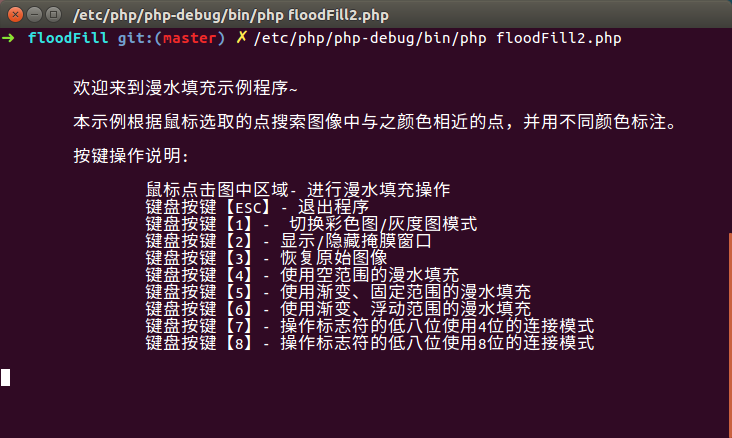 /etc/php/php-debug/bin/php floodFill2.php
➜ floodFill git:(master) ✗ /etc/php/php-debug/bin/php floodFill2.php
欢迎来到漫水填充示例程序~
本示例根据鼠标选取的点搜索图像中与之颜色相近的点，并用不同颜色标注。
按键操作说明:
鼠标点击图中区域- 进行漫水填充操作
键盘按键【ESC】- 退出程序
键盘按键【1】-  切换彩色图/灰度图模式
键盘按键【2】- 显示/隐藏掩膜窗口
键盘按键【3】- 恢复原始图像
键盘按键【4】- 使用空范围的漫水填充
键盘按键【5】- 使用渐变、固定范围的漫水填充
键盘按键【6】- 使用渐变、浮动范围的漫水填充
键盘按键【7】- 操作标志符的低八位使用4位的连接模式
键盘按键【8】- 操作标志符的低八位使用8位的连接模式